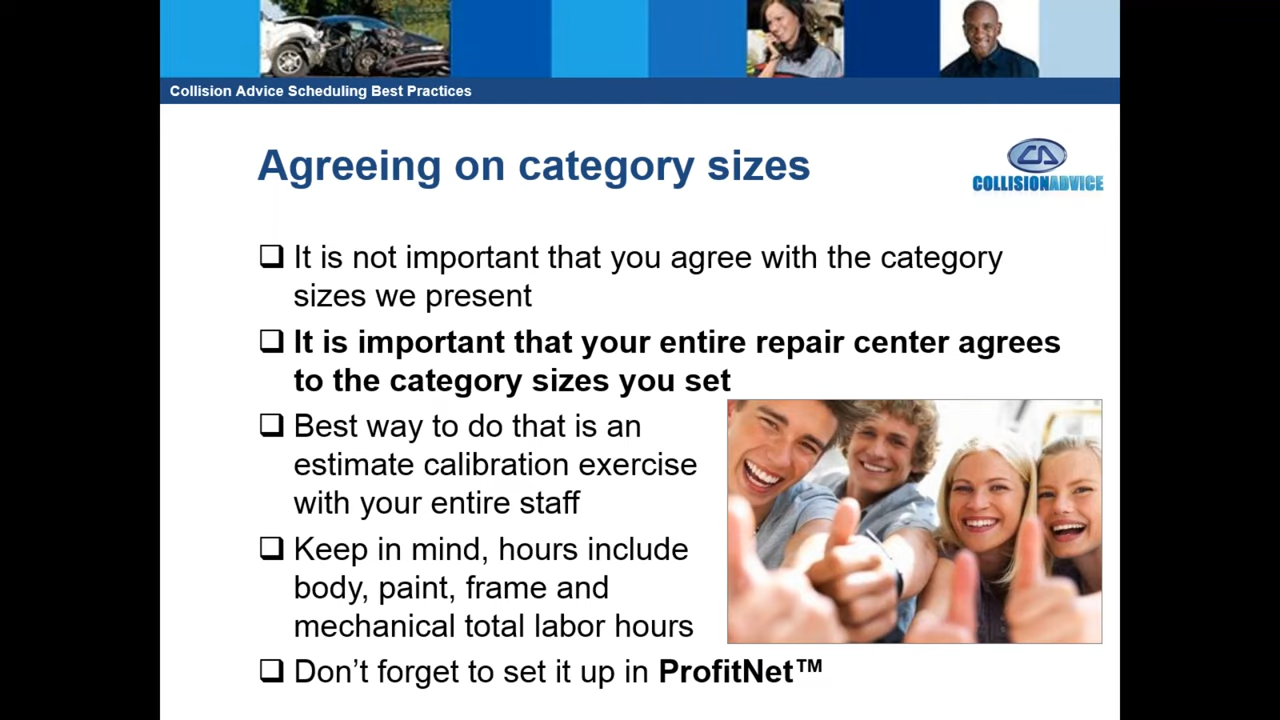 Collision Advice Scheduling Best Practices
Agreeing on category sizes
CA
COLLISIONADVICE
❑ It is not important that you agree with the category
sizes we present
❑ It is important that your entire repair center agrees
to the category sizes you set
❑ Best way to do that is an
estimate calibration exercise
with your entire staff
❑ Keep in mind, hours include
body, paint, frame and
mechanical total labor hours
❑ Don’t forget to set it up in ProfitNet™